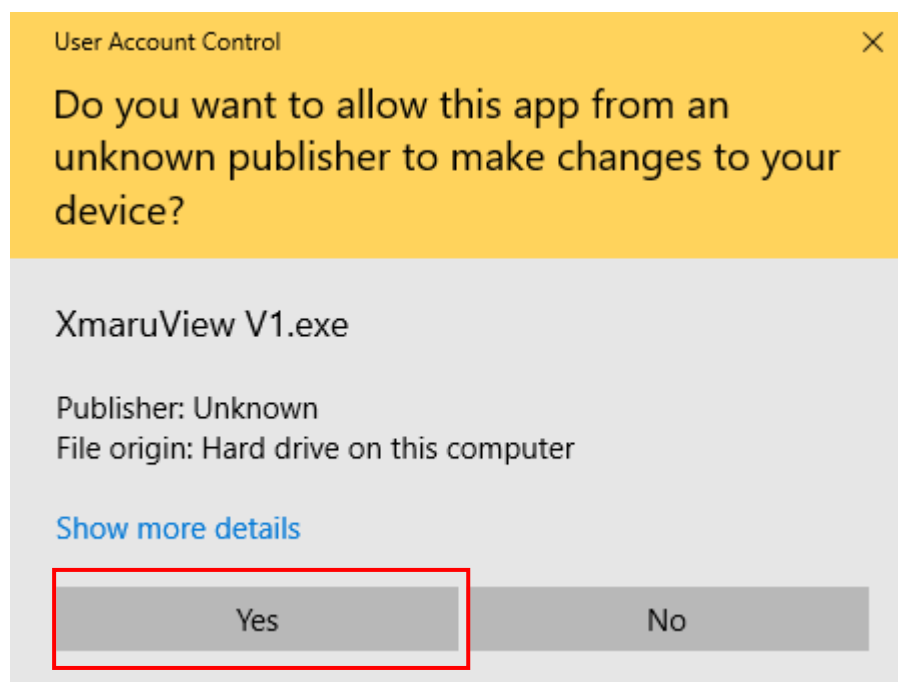 User Account Control
Do you want to allow this app from an
unknown publisher to make changes to your
device?
XmaruView V1.exe
Publisher: Unknown
File origin: Hard drive on this computer
Show more details
Yes No